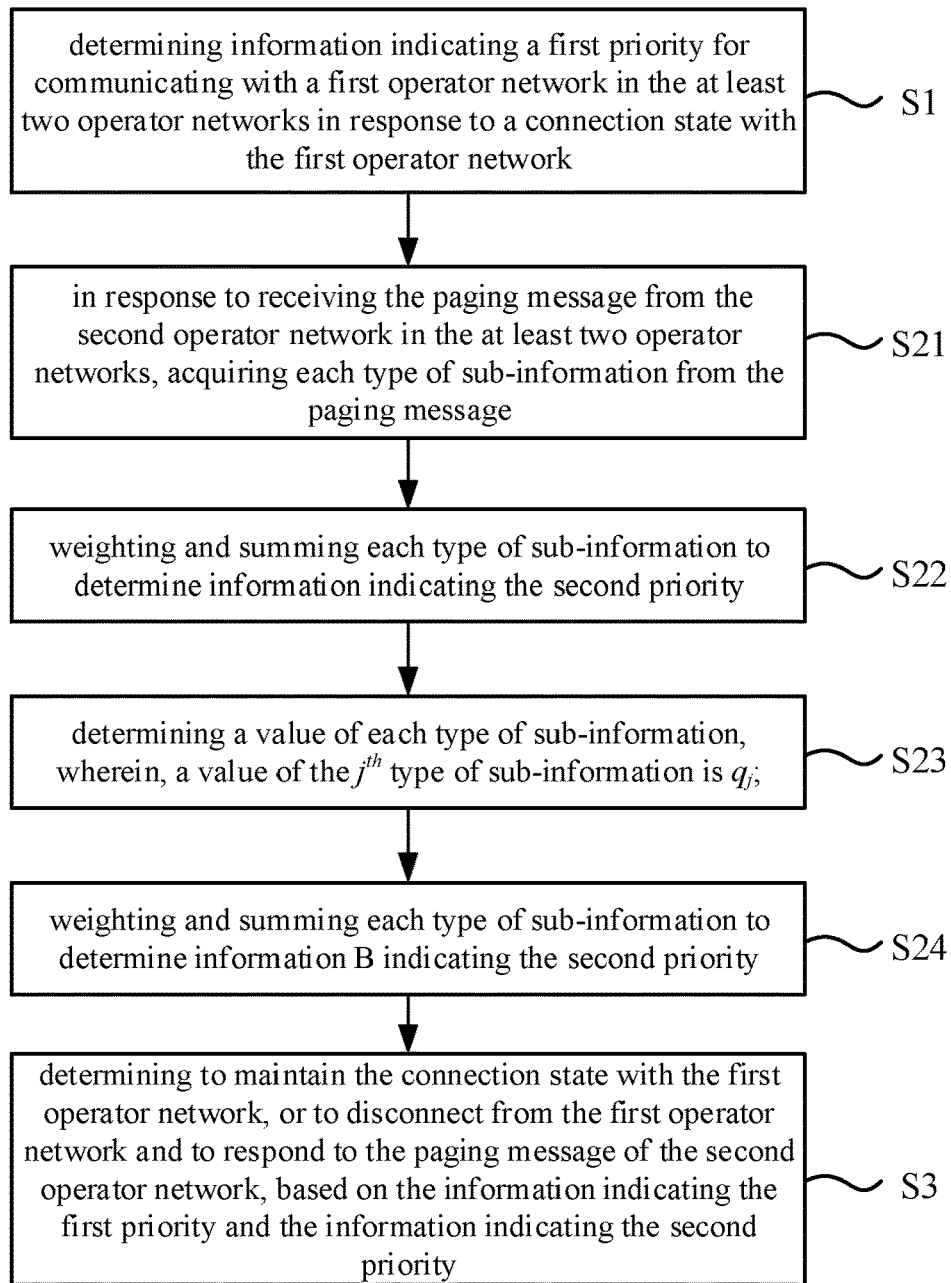 determining information indicating a first priority for
communicating with a first operator network in the at least
two operator networks in response to a connection state with
the first operator network
S1
in response to receiving the paging message from the
second operator network in the at least two operator
networks, acquiring each type of sub-information from the
paging message
S21
weighting and summing each type of sub-information to
determine information indicating the second priority
S22
determining a value of each type of sub-information,
wherein, a value of the jth type of sub-information is qj;
S23
weighting and summing each type of sub-information to
determine information B indicating the second priority
S24
determining to maintain the connection state with the first
operator network, or to disconnect from the first operator
network and to respond to the paging message of the second
operator network, based on the information indicating the
first priority and the information indicating the second
priority
S3